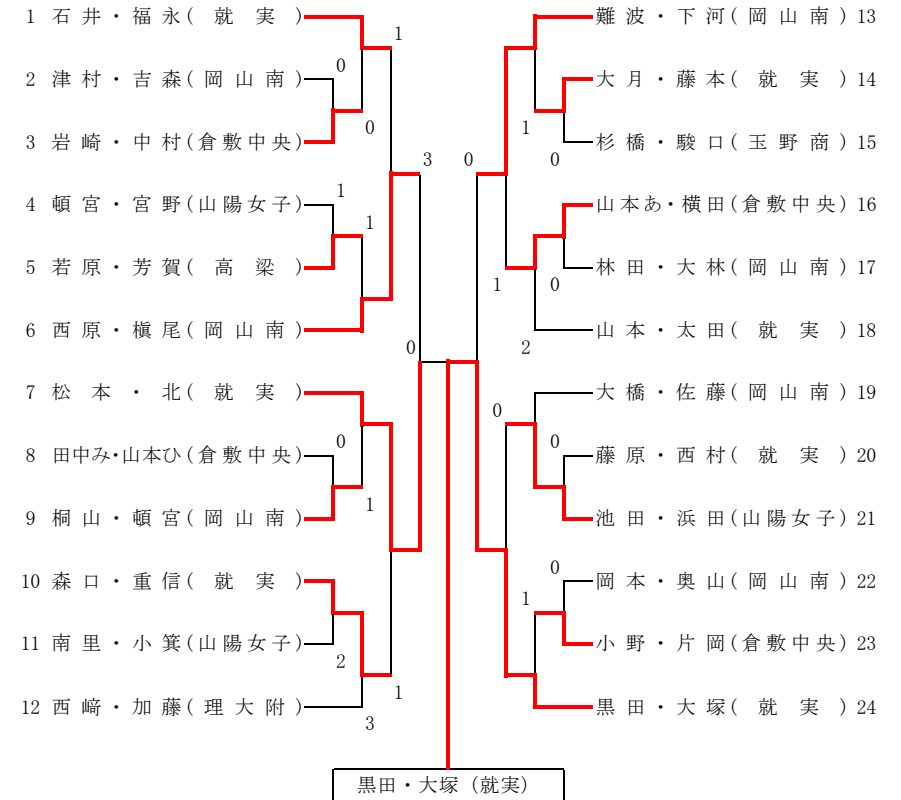 1 石井・福永(就実) 1
難波・下河(岡山南) 13
2 津村・吉森(岡山南) 0
大月・藤本(就実) 14
3 岩崎・中村(倉敷中央) 0
1 杉橋・駿口(玉野商) 15
3 0 0
4 頓宮・宮野(山陽女子) 1
山本あ・横田(倉敷中央) 16
1
5 若原・芳賀(高梁)
1 0 林田・大林(岡山南) 17
6 西原・槇尾(岡山南)
0 2 山本・太田(就実) 18
7 松本・北(就実)
大橋・佐藤(岡山南) 19
0 0 0
8 田中み・山本ひ(倉敷中央)
藤原・西村(就実) 20
9 桐山・頓宮(岡山南) 1
池田・浜田(山陽女子) 21
0
10 森口・重信(就実)
岡本・奥山(岡山南) 22
1
11 南里・小箕(山陽女子) 2
小野・片岡(倉敷中央) 23
1
12 西﨑・加藤(理大附) 3
黒田・大塚(就実) 24
黒田・大塚（就実）